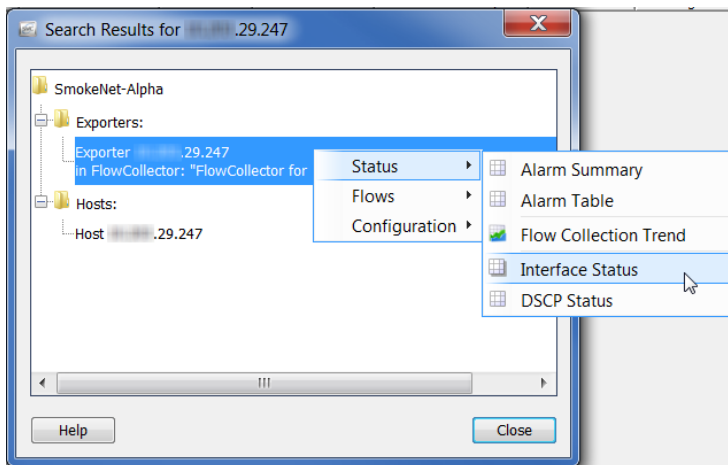 Search Results for .29.247
SmokeNet-Alpha
Exporters:
Exporter .29.247
in FlowCollector: "FlowCollector for
Hosts:
Host .29.247
Status
Flows
Configuration
Alarm Summary
Alarm Table
Flow Collection Trend
Interface Status
DSCP Status
Help
Close